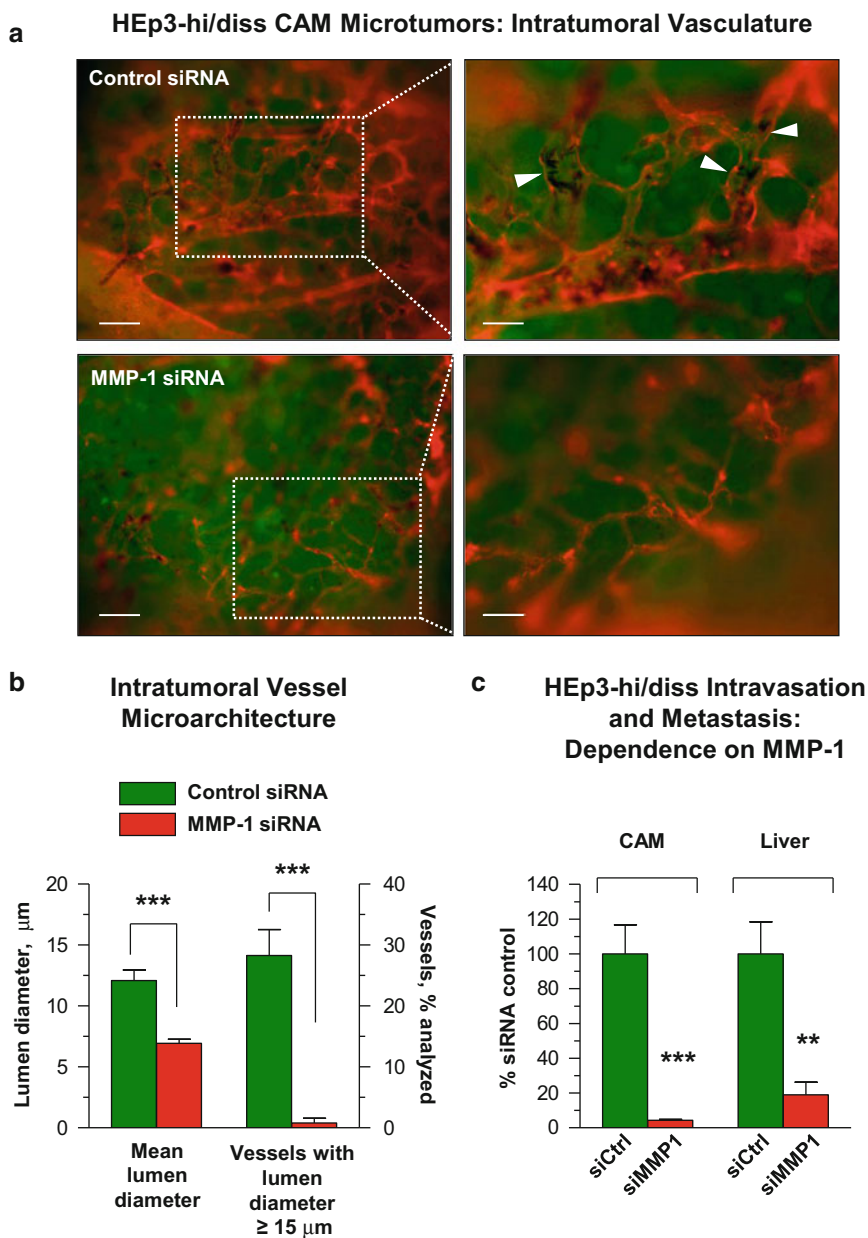 HEp3-hi/diss CAM Microtumors: Intratumoral Vasculature
a
Control siRNA
MMP-1 siRNA
b
Intratumoral Vessel
Microarchitecture
Control siRNA
MMP-1 siRNA
Lumen diameter, μm
20
15
10
5
0
***
***
40
30
20
10
0
Vessels, % analyzed
Mean
lumen
diameter
Vessels with
lumen
diameter
≥ 15 μm
c
HEp3-hi/diss Intravasation
and Metastasis:
Dependence on MMP-1
CAM
Liver
% siRNA control
140
120
100
80
60
40
20
0
***
**
siCtrl
siMMP1
siCtrl
siMMP1